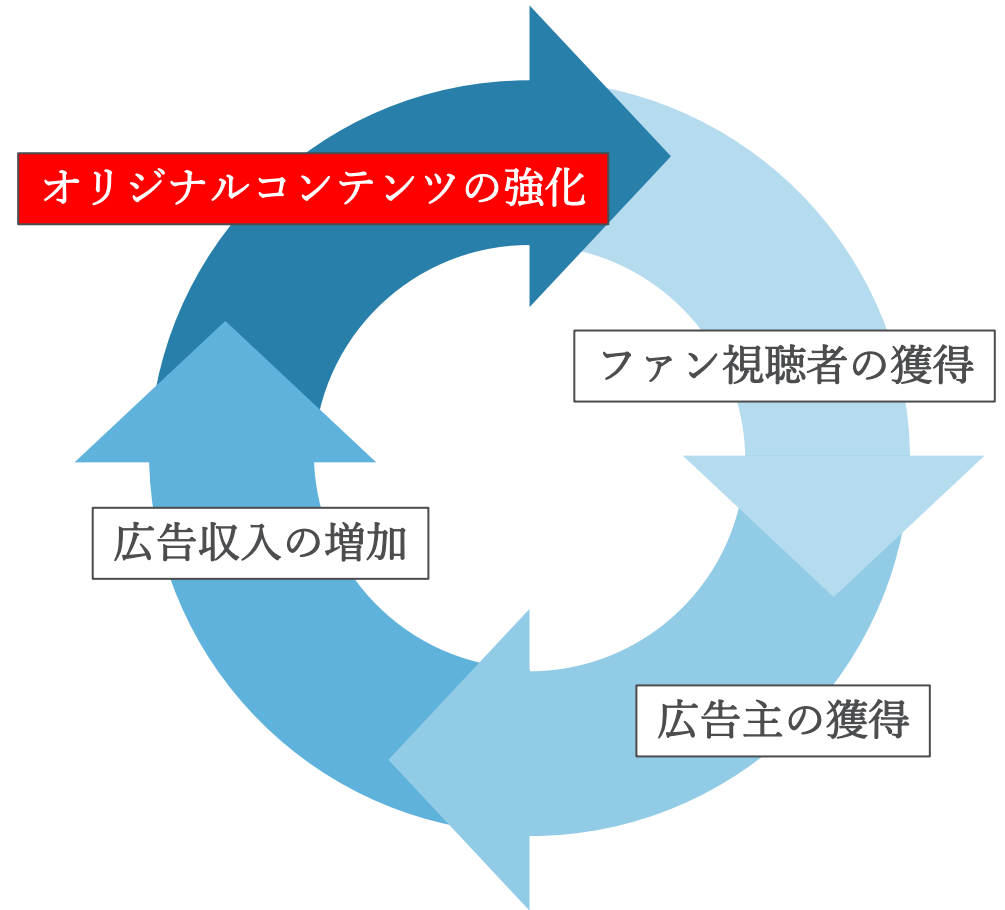 オリジナルコンテンツの強化
ファン視聴者の獲得
広告収入の増加
広告主の獲得